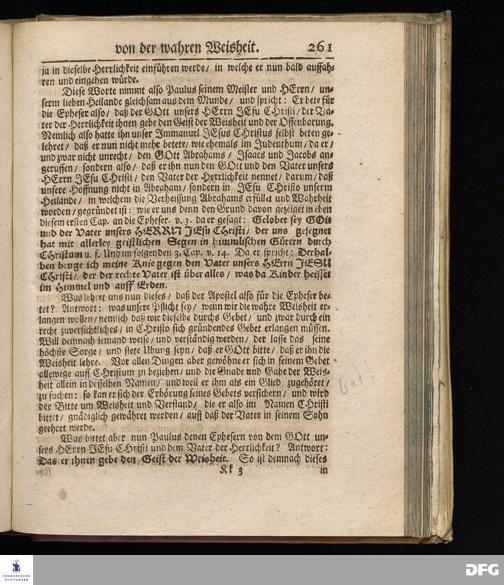 von der wahren Weisheit. 261
ja in dieselbe Herrlichkeit einführen werde/ in welche er nun bald auffah-
ren und eingehen würde.
Diese Worte nimmt also Paulus seinem Meister und HErrn/ un-
serm lieben Heilande gleichsam aus dem Munde/ und spricht: Er bete für
die Epheser also/ daß der GOtt unsers HErrn JEsu Christi/ der Va-
ter der Herrlichkeit ihnen gebe den Geist der Weisheit und der Offenbarung.
Nemlich also hatte ihn unser Immanuel JEsus Christus selbst beten ge-
lehret/ daß er nun nicht mehr betete/ wie ehemals im Judenthum/ da er/
und zwar nicht unrecht/ den GOtt Abrahams/ Isaacs und Jacobs an-
geruffen/ sondern also/ daß er ihn nun den GOtt und den Vater unsers
HErrn JEsu Christi/ den Vater der Herrlichkeit nennet/ darum/ daß
unsere Hoffnung nicht in Abraham/ sondern in JEsu Christo unserm
Heilande/ in welchem die Verheissung Abrahams erfüllet und Wahrheit
worden/ gegründet ist: wie er uns denn den Grund davon gezeiget in eben
diesem ersten Cap. an die Epheser. v. 3. da er gesagt: Gelobet sey GOtt
und der Vater unsers HERRN JEsu Christi/ der uns gesegnet
hat mit allerley geistlichen Segen in himmlischen Gütern durch
Christum u. s. Und im folgenden 3. Cap. v. 14. Da er spricht: Derhal-
ben beuge ich meine Knie gegen den Vater unsers HErrn JESU
Christi/ der der rechte Vater ist über alles/ was da Kinder heisset
im Himmel und auff Erden.
Was lehret uns nun dieses/ daß der Apostel also für die Epheser be-
tet? Antwort: was unsere Pflicht sey/ wenn wir die wahre Weisheit er-
langen wollen/ nemlich daß wir dieselbe durchs Gebet/ und zwar durch ein
recht zuversichtliches/ in Christo sich gründendes Gebet erlangen müssen.
Will demnach iemand weise/ und verständig werden/ der lasse das seine
höchste Sorge/ und stete Ubung seyn/ daß er GOtt bitte/ daß er ihn die
Weisheit lehre. Vor allen Dingen aber gewöhne er sich in seinem Gebet
allewege auff Christum zu beziehen/ und die Gnade und Gabe der Weis-
heit allein in desselben Namen/ und weil er ihm als ein Glied zugehöret/
zu suchen: so kan er sich der Erhörung seines Gebets versichern/ und wird
der Bitte um Weisheit und Verstand/ die er also im Namen Christi
bittet/ gnädiglich gewähret werden/ auff daß der Vater in seinem Sohn
geehret werde.
Was bittet aber nun Paulus denen Ephesern von dem GOtt un-
sers HErrn JEsu Christi und dem Vater der Herrlichkeit? Antwort:
Das er ihnen gebe den Geist der Weisheit. So ist demnach dieses
Kk 3 in
FRANCKESCHE
STIFTUNGEN
DFG